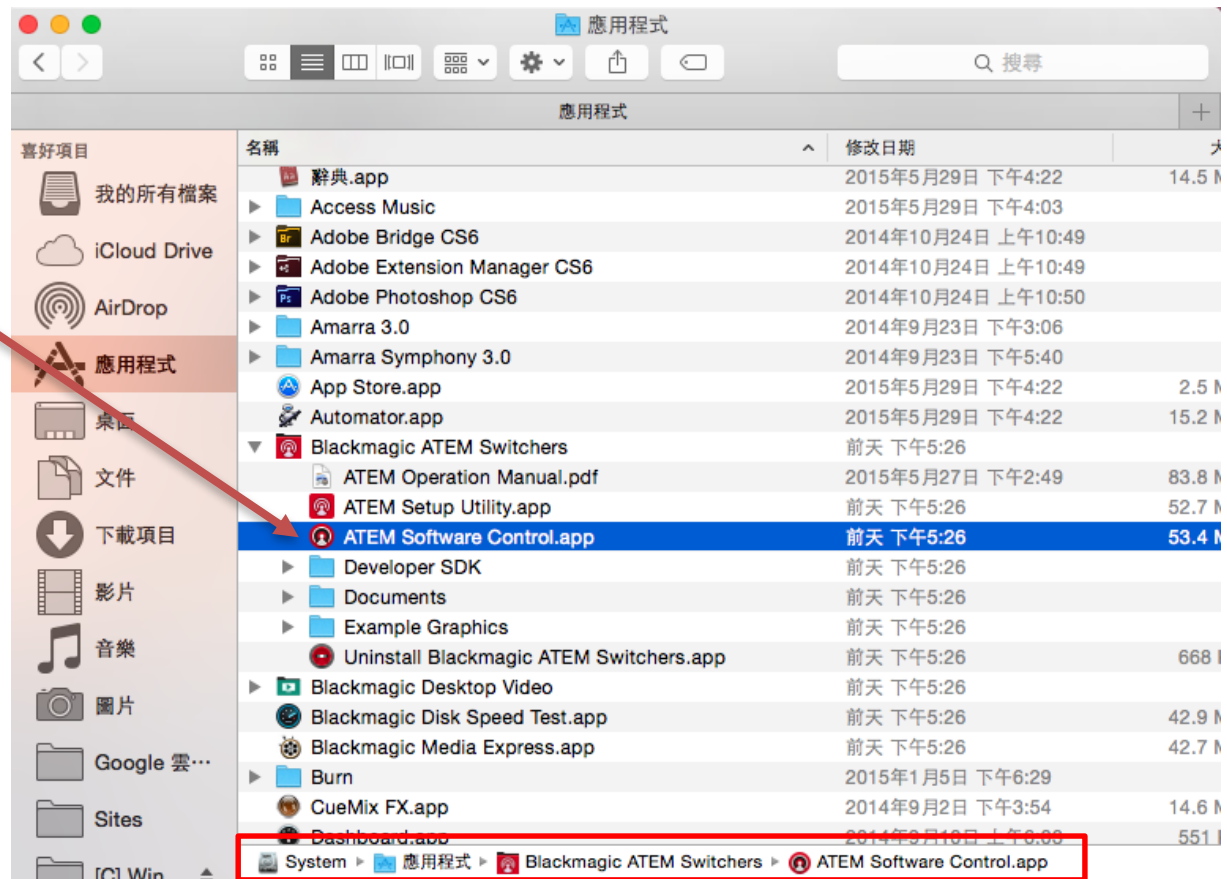 應用程式
搜尋
應用程式
喜好項目
我的所有檔案
iCloud Drive
AirDrop
應用程式
桌面
文件
下載項目
影片
音樂
圖片
Google 雲…
Sites
[C] Win
名稱 修改日期
辭典.app 2015年5月29日 下午4:22 14.5 M
Access Music 2015年5月29日 下午4:03
Adobe Bridge CS6 2014年10月24日 上午10:49
Adobe Extension Manager CS6 2014年10月24日 上午10:49
Adobe Photoshop CS6 2014年10月24日 上午10:50
Amarra 3.0 2014年9月23日 下午3:06
Amarra Symphony 3.0 2014年9月23日 下午5:40
App Store.app 2015年5月29日 下午4:22 2.5 M
Automator.app 2015年5月29日 下午4:22 15.2 M
Blackmagic ATEM Switchers 前天 下午5:26
ATEM Operation Manual.pdf 2015年5月27日 下午2:49 83.8 M
ATEM Setup Utility.app 前天 下午5:26 52.7 M
ATEM Software Control.app 前天 下午5:26 53.4 M
Developer SDK 前天 下午5:26
Documents 前天 下午5:26
Example Graphics 前天 下午5:26
Uninstall Blackmagic ATEM Switchers.app 前天 下午5:26 668
Blackmagic Desktop Video 前天 下午5:26
Blackmagic Disk Speed Test.app 前天 下午5:26 42.9 M
Blackmagic Media Express.app 前天 下午5:26 42.7 M
Burn 2015年1月5日 下午6:29
CueMix FX.app 2014年9月2日 下午3:54 14.6 M
Dashboard.app 551
System 應用程式 Blackmagic ATEM Switchers ATEM Software Control.app